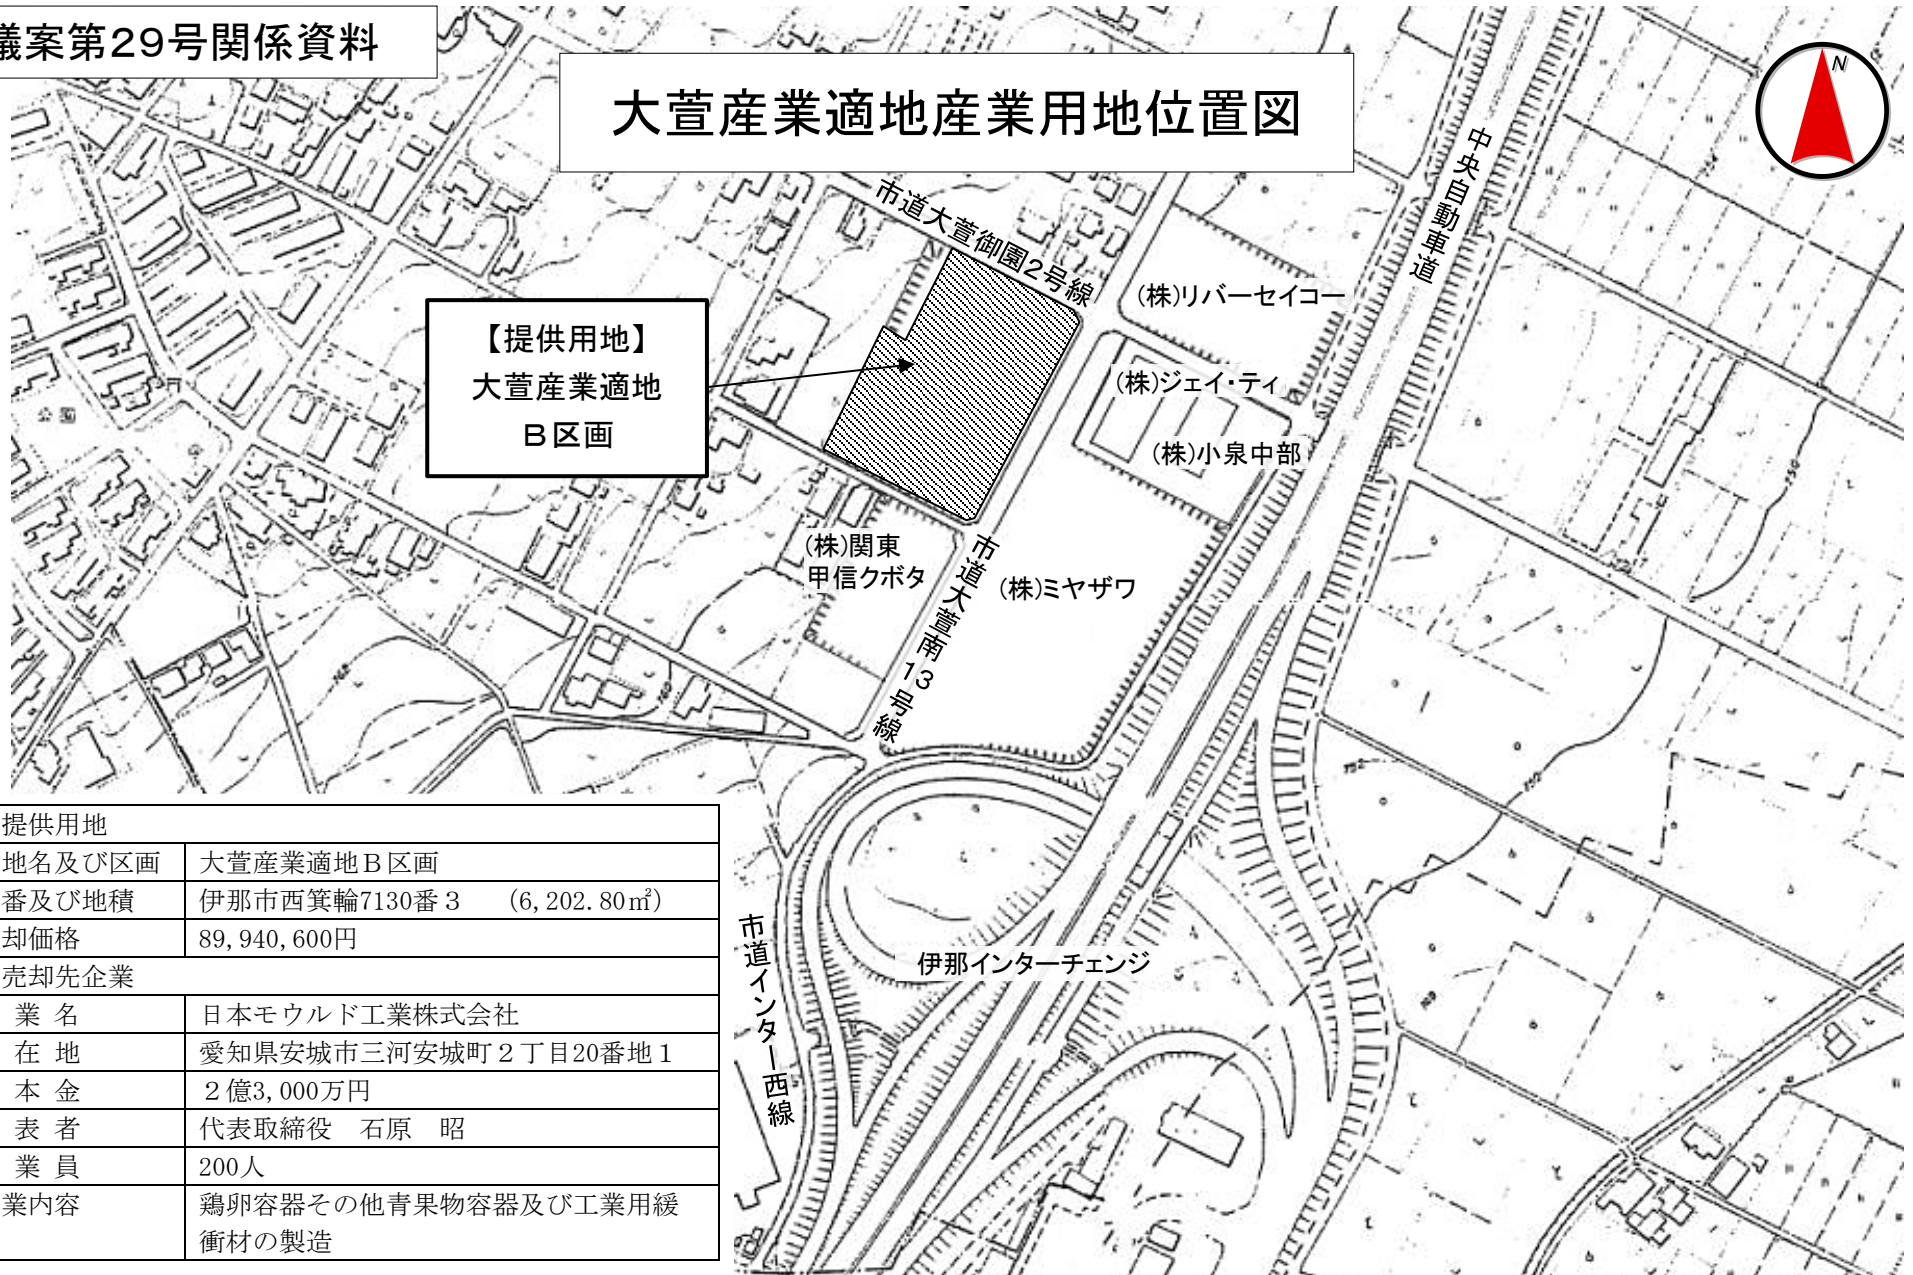 議案第29号関係資料
大萱産業適地産業用地位置図
N
中央自動車道
市道大萱御園2号線
(株)リバーセイコー
【提供用地】
大萱産業適地
B区画
(株)ジェイ・ティ
(株)小泉中部
公園
(株)関東
甲信クボタ
市道大萱南13号線
(株)ミヤザワ
750
752
提供用地
地名及び区画 大萱産業適地B区画
番及び地積 伊那市西箕輪7130番3 (6,202.80㎡)
却価格 89,940,600円
売却先企業
業名 日本モウルド工業株式会社
在地 愛知県安城市三河安城町2丁目20番地1
本金 2億3,000万円
表者 代表取締役 石原 昭
業員 200人
業内容 鶏卵容器その他青果物容器及び工業用緩
衝材の製造
市道インター西線
伊那インターチェンジ